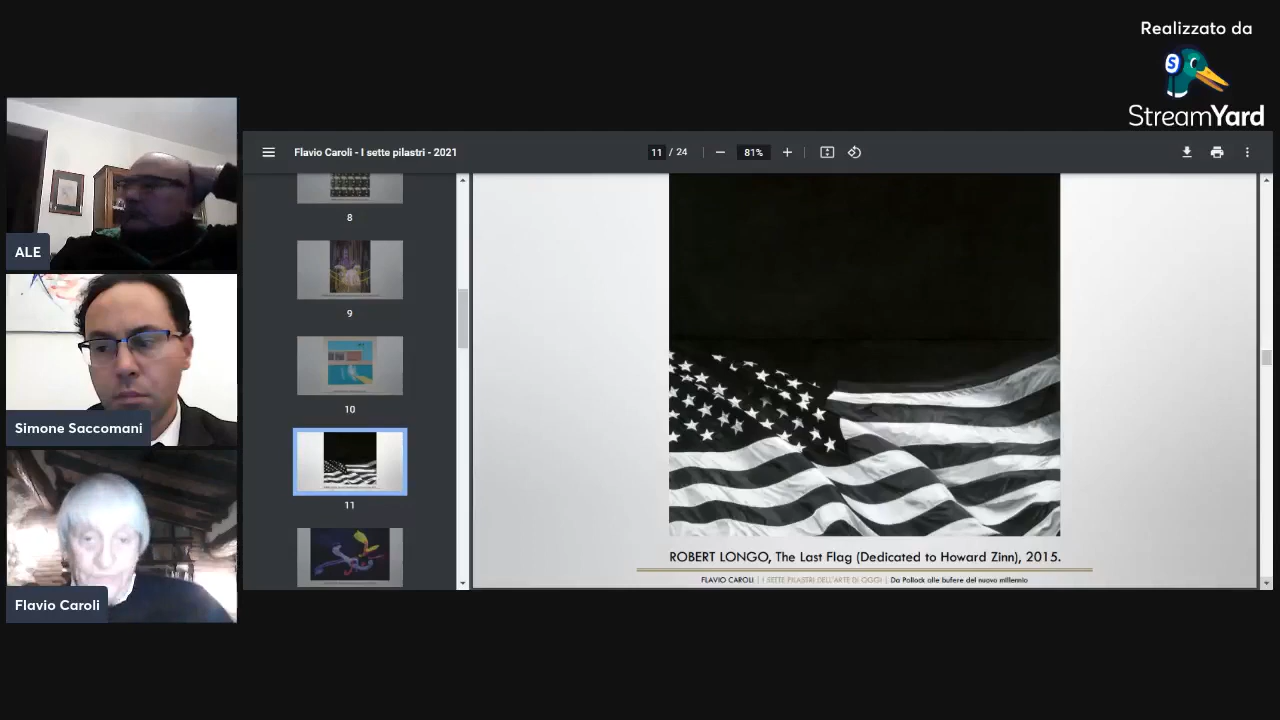 Realizzato da
S
StreamYard
Flavio Caroli - I sette pilastri - 2021
11 / 24
81%
8
9
10
11
ALE
Simone Saccomani
Flavio Caroli
ROBERT LONGO, The Last Flag (Dedicated to Howard Zinn), 2015.
FLAVIO CAROLI | I SETTE PILASTRI DELL'ARTE DI OGGI | Da Pollock alle bufere del nuovo millennio